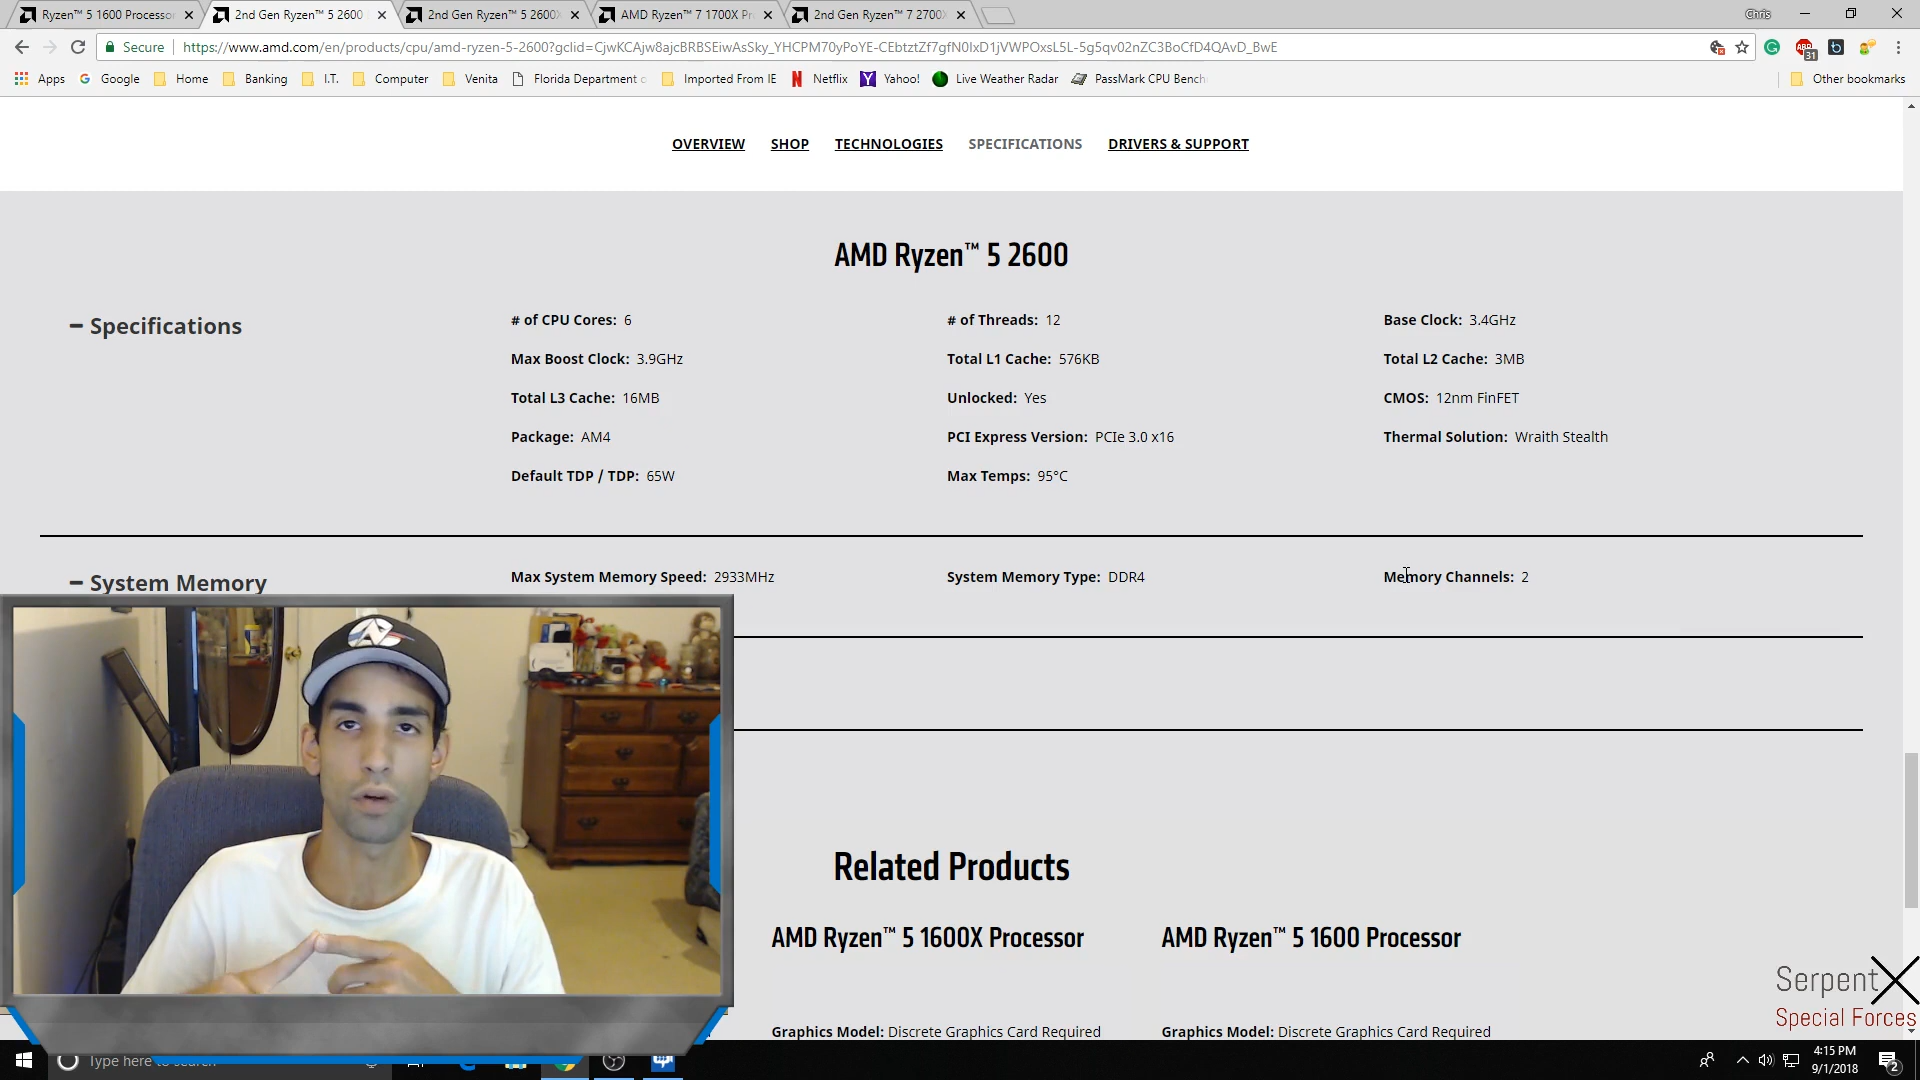 Ryzen™ 5 1600 Processor
2nd Gen Ryzen™ 5 2600
2nd Gen Ryzen™ 5 2600X
AMD Ryzen™ 7 1700X Pr
2nd Gen Ryzen™ 7 2700X
Chris
Secure
https://www.amd.com/en/products/cpu/amd-ryzen-5-2600?gclid=CjwKCAjw8ajcBRBSEiwAsSky_YHCPM70yPoYE-CEbtztZf7gfN0IxD1jVWPOxsL5L-5g5qv02nZC3BoCfD4QAvD_BwE
31
Apps Google Home Banking I.T. Computer Venita Florida Department Imported From IE Netflix Yahoo! Live Weather Radar PassMark CPU Bench Other bookmarks
OVERVIEW SHOP TECHNOLOGIES SPECIFICATIONS DRIVERS & SUPPORT
AMD Ryzen™ 5 2600
Specifications
# of CPU Cores: 6 # of Threads: 12 Base Clock: 3.4GHz
Max Boost Clock: 3.9GHz Total L1 Cache: 576KB Total L2 Cache: 3MB
Total L3 Cache: 16MB Unlocked: Yes CMOS: 12nm FinFET
Package: AM4 PCI Express Version: PCIe 3.0 x16 Thermal Solution: Wraith Stealth
Default TDP / TDP: 65W Max Temps: 95°C
System Memory
Max System Memory Speed: 2933MHz System Memory Type: DDR4 Memory Channels: 2
Related Products
AMD Ryzen™ 5 1600X Processor AMD Ryzen™ 5 1600 Processor
Graphics Model: Discrete Graphics Card Required Graphics Model: Discrete Graphics Card Required
SerpentX
Special Forces
Type here
4:15 PM
9/1/2018
2